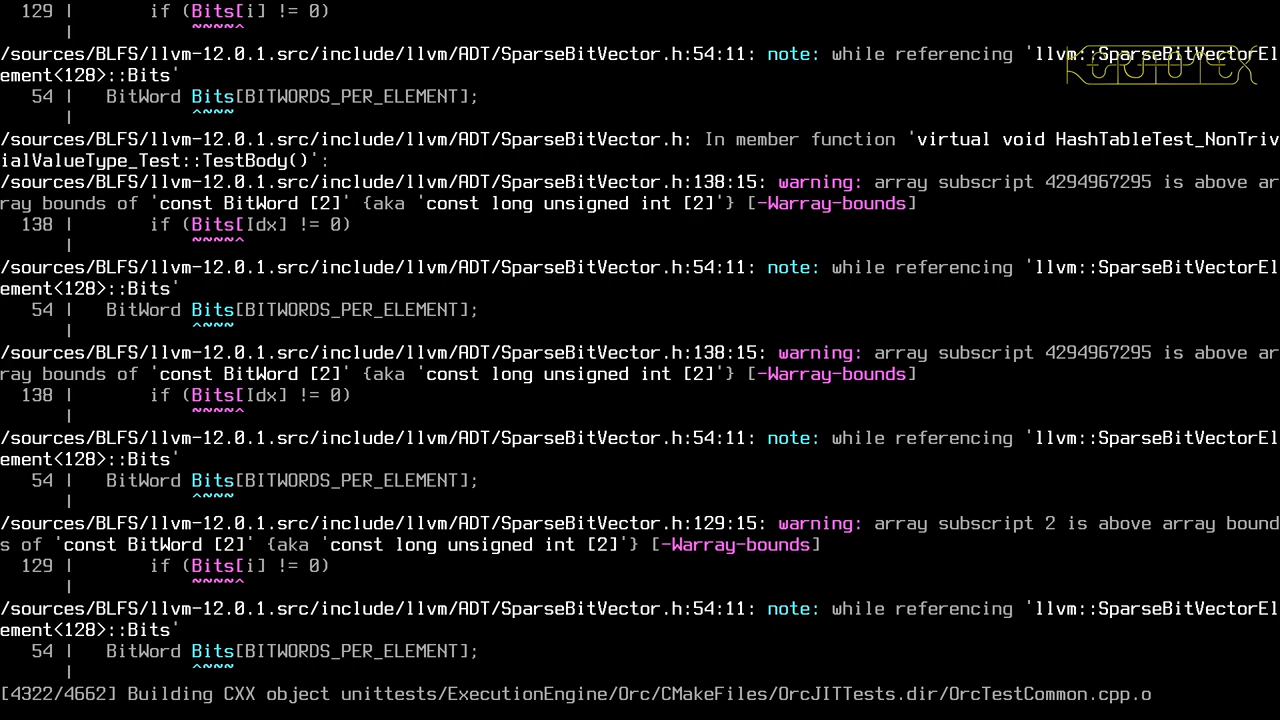 129 |       if (Bits[i] != 0)
      |           ~~~~^
/sources/BLFS/llvm-12.0.1.src/include/llvm/ADT/SparseBitVector.h:54:11: note: while referencing 'llvm::SparseBitVectorEl
ement<128>::Bits'
   54 |   BitWord Bits[BITWORDS_PER_ELEMENT];
      |           ^~~~
/sources/BLFS/llvm-12.0.1.src/include/llvm/ADT/SparseBitVector.h: In member function 'virtual void HashTableTest_NonTriv
ialValueType_Test::TestBody()':
/sources/BLFS/llvm-12.0.1.src/include/llvm/ADT/SparseBitVector.h:138:15: warning: array subscript 4294967295 is above ar
ray bounds of 'const BitWord [2]' {aka 'const long unsigned int [2]'} [-Warray-bounds]
  138 |       if (Bits[Idx] != 0)
      |           ~~~~^
/sources/BLFS/llvm-12.0.1.src/include/llvm/ADT/SparseBitVector.h:54:11: note: while referencing 'llvm::SparseBitVectorEl
ement<128>::Bits'
   54 |   BitWord Bits[BITWORDS_PER_ELEMENT];
      |           ^~~~
/sources/BLFS/llvm-12.0.1.src/include/llvm/ADT/SparseBitVector.h:138:15: warning: array subscript 4294967295 is above ar
ray bounds of 'const BitWord [2]' {aka 'const long unsigned int [2]'} [-Warray-bounds]
  138 |       if (Bits[Idx] != 0)
      |           ~~~~^
/sources/BLFS/llvm-12.0.1.src/include/llvm/ADT/SparseBitVector.h:54:11: note: while referencing 'llvm::SparseBitVectorEl
ement<128>::Bits'
   54 |   BitWord Bits[BITWORDS_PER_ELEMENT];
      |           ^~~~
/sources/BLFS/llvm-12.0.1.src/include/llvm/ADT/SparseBitVector.h:129:15: warning: array subscript 2 is above array bound
s of 'const BitWord [2]' {aka 'const long unsigned int [2]'} [-Warray-bounds]
  129 |       if (Bits[i] != 0)
      |           ~~~~^
/sources/BLFS/llvm-12.0.1.src/include/llvm/ADT/SparseBitVector.h:54:11: note: while referencing 'llvm::SparseBitVectorEl
ement<128>::Bits'
   54 |   BitWord Bits[BITWORDS_PER_ELEMENT];
      |           ^~~~
[4322/4662] Building CXX object unittests/ExecutionEngine/Orc/CMakeFiles/OrcJITTests.dir/OrcTestCommon.cpp.o